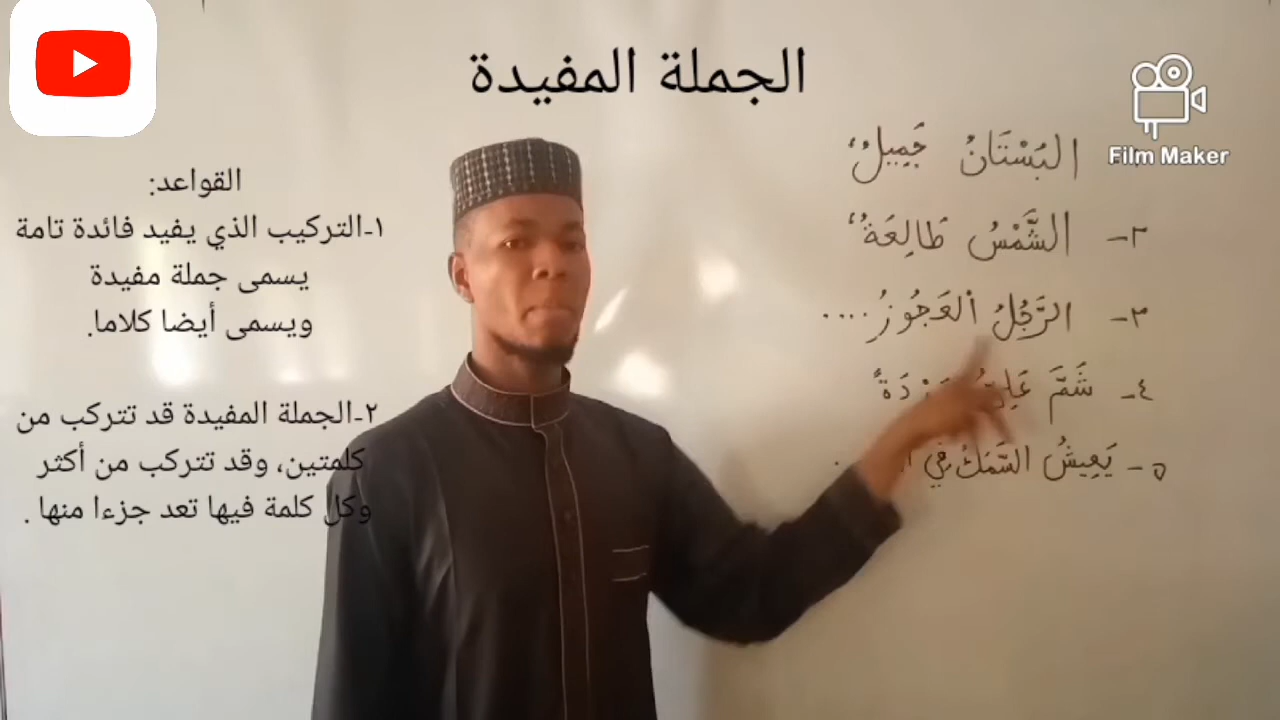 الجملة المفيدة
Film Maker
البُسْتَانُ جَمِيلٌ
٢- الشَّمْسُ طَالِعَةٌ
٣- الرَّجُلُ العَجُوزُ ....
٤- شَمَّ
٥- يَعِيشُ السَّمَكُ فِي
القواعد:
١-التركيب الذي يفيد فائدة تامة
يسمى جملة مفيدة
ويسمى أيضا كلاما.
٢-الجملة المفيدة قد تتركب من
كلمتين، وقد تتركب من أكثر
وكل كلمة فيها تعد جزءا منها .